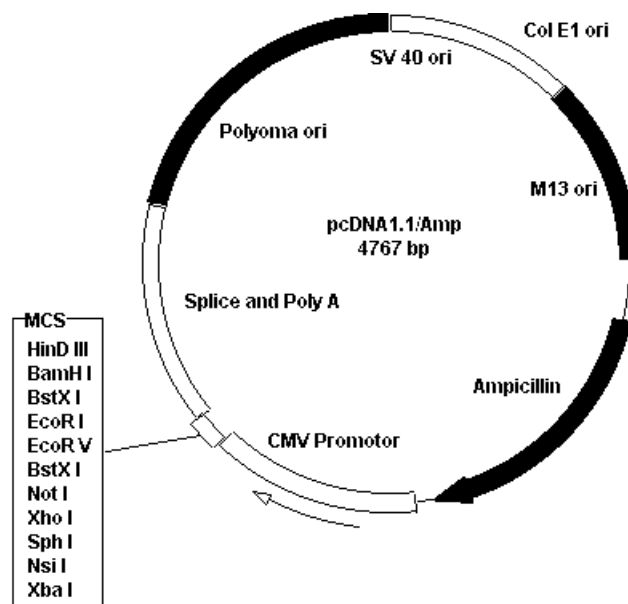 Col E1 ori
SV 40 ori
Polyoma ori
M13 ori
pcDNA1.1/Amp
4767 bp
Splice and Poly A
MCS
HinD III
BamH I
BstX I
EcoR I
EcoR V
BstX I
Not I
Xho I
Sph I
Nsi I
Xba I
Ampicillin
CMV Promotor